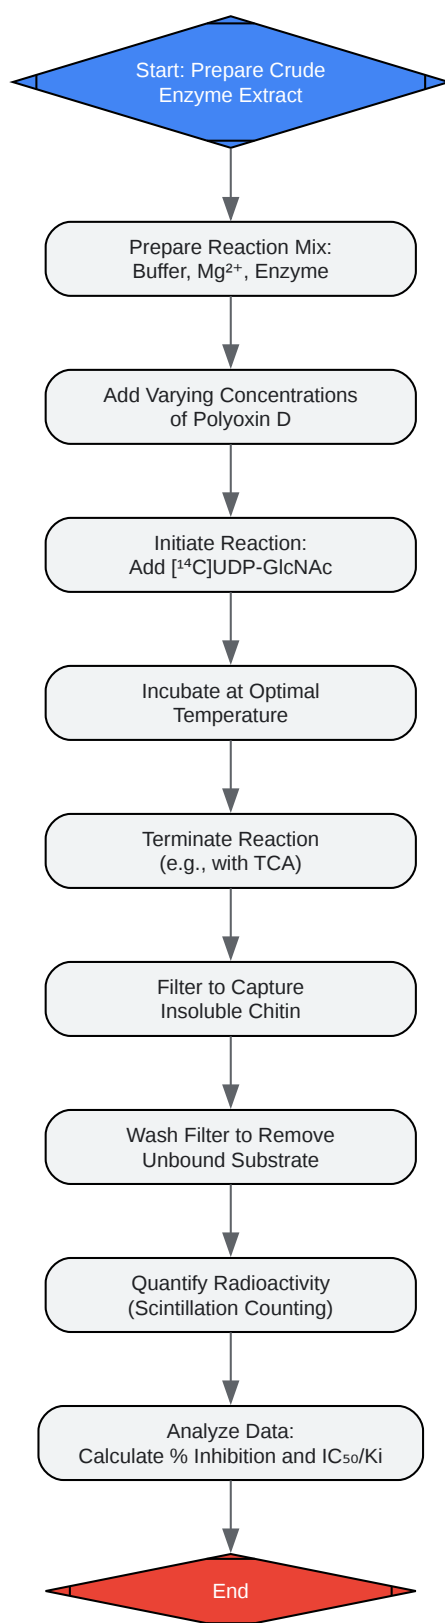 Start: Prepare Crude
Enzyme Extract
Prepare Reaction Mix:
Buffer, Mg²⁺, Enzyme
Add Varying Concentrations
of Polyoxin D
Initiate Reaction:
Add [¹⁴C]UDP-GlcNAc
Incubate at Optimal
Temperature
Terminate Reaction
(e.g., with TCA)
Filter to Capture
Insoluble Chitin
Wash Filter to Remove
Unbound Substrate
Quantify Radioactivity
(Scintillation Counting)
Analyze Data:
Calculate % Inhibition and IC₅₀/Ki
End